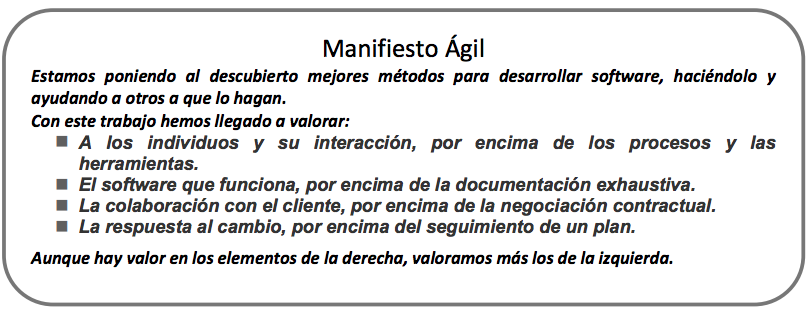 Manifiesto Ágil
Estamos poniendo al descubierto mejores métodos para desarrollar software, haciéndolo y
ayudando a otros a que lo hagan.
Con este trabajo hemos llegado a valorar:
■ A los individuos y su interacción, por encima de los procesos y las
herramientas.
■ El software que funciona, por encima de la documentación exhaustiva.
■ La colaboración con el cliente, por encima de la negociación contractual.
■ La respuesta al cambio, por encima del seguimiento de un plan.
Aunque hay valor en los elementos de la derecha, valoramos más los de la izquierda.